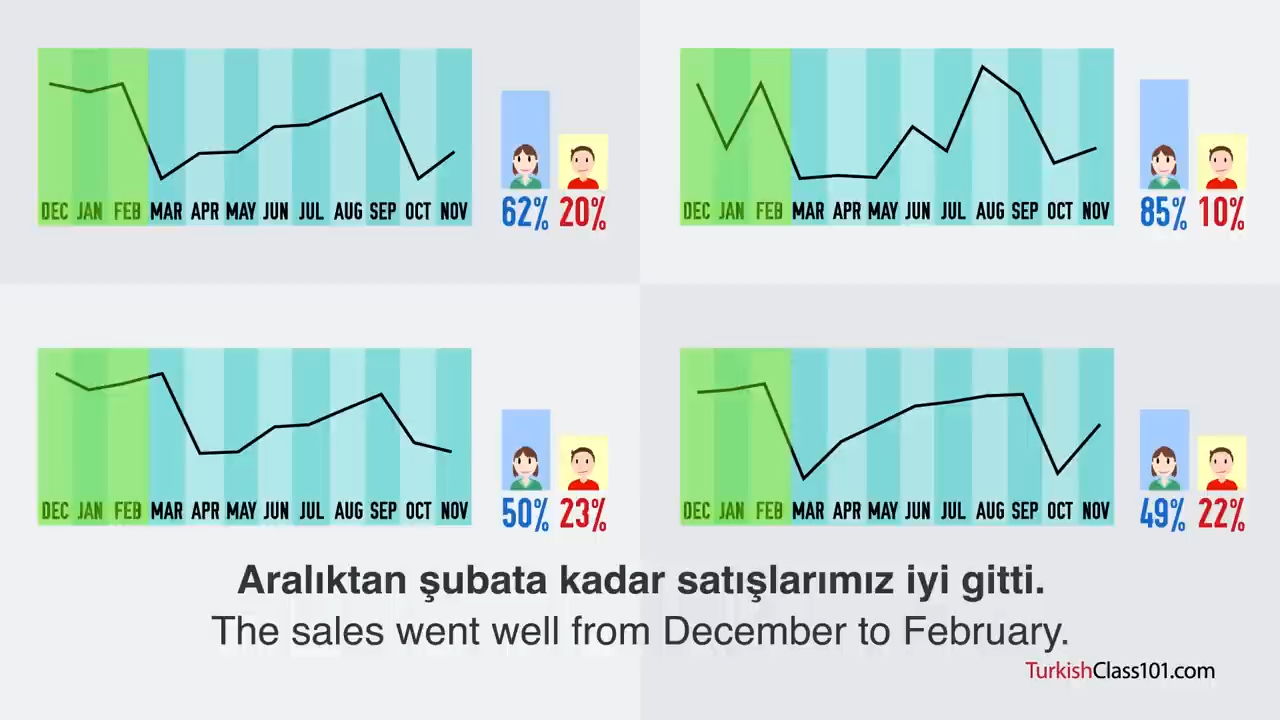 DEC JAN FEB MAR APR MAY JUN JUL AUG SEP OCT NOV
62% 20%
DEC JAN FEB MAR APR MAY JUN JUL AUG SEP OCT NOV
85% 10%
DEC JAN FEB MAR APR MAY JUN JUL AUG SEP OCT NOV
50% 23%
DEC JAN FEB MAR APR MAY JUN JUL AUG SEP OCT NOV
49% 22%
Aralıktan şubata kadar satışlarımız iyi gitti.
The sales went well from December to February.
TurkishClass101.com